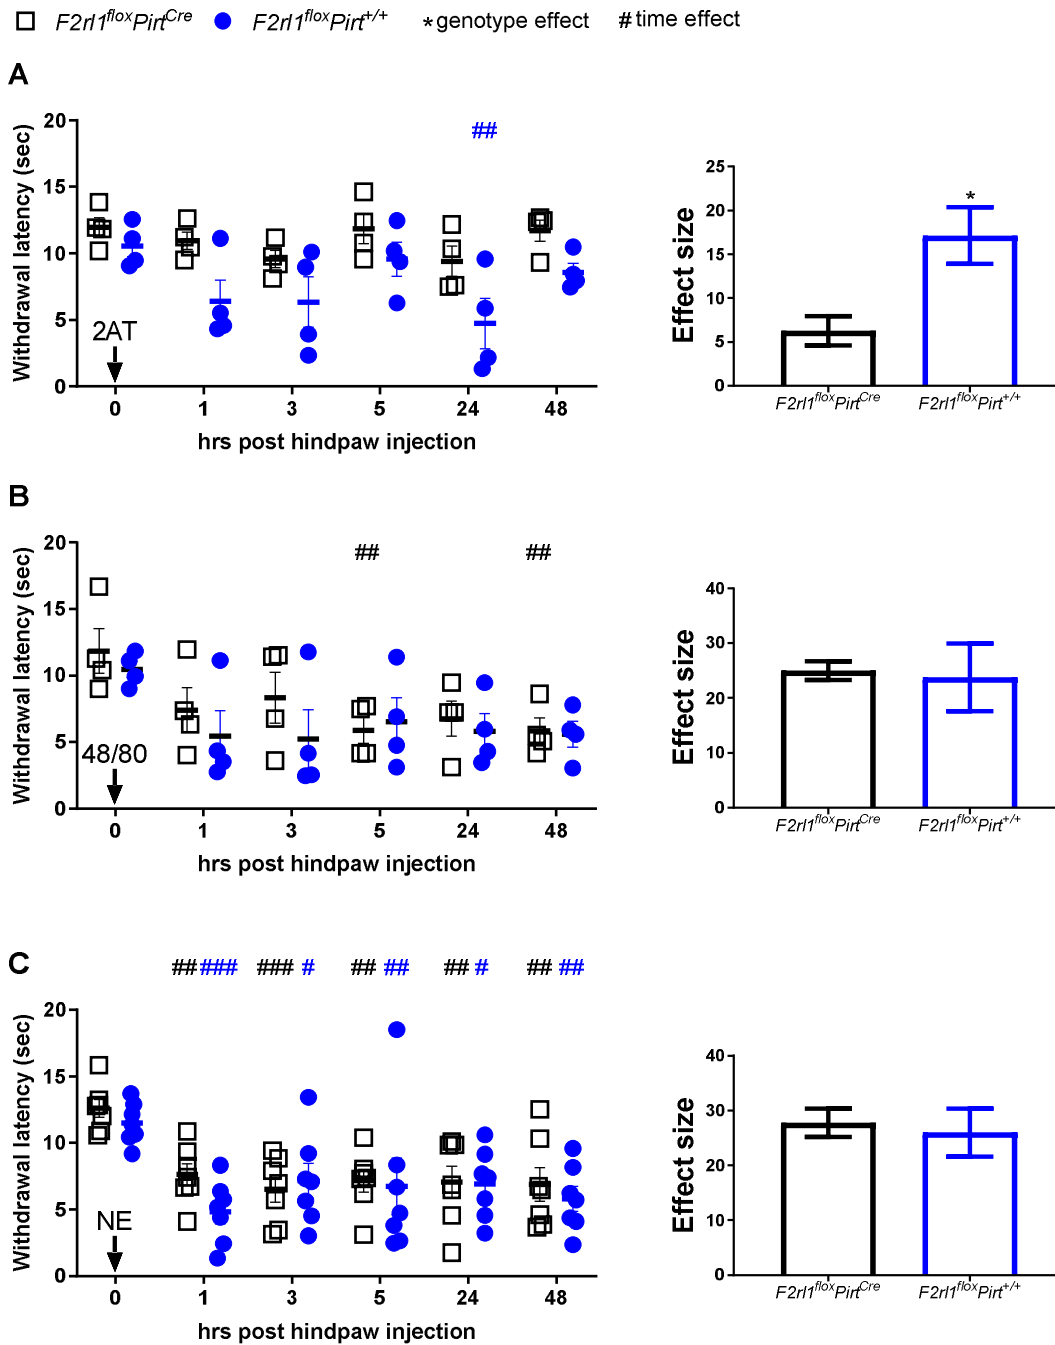 F2rl1floxPirtCre F2rl1floxPirt+/+ *genotype effect #time effect
A
Withdrawal latency (sec)
20
15
10
5
0
##
2AT
0 1 3 5 24 48
hrs post hindpaw injection
Effect size
25
20
15
10
5
0
*
F2rl1floxPirtCre F2rl1floxPirt+/+
B
Withdrawal latency (sec)
20
15
10
5
0
## ##
48/80
0 1 3 5 24 48
hrs post hindpaw injection
Effect size
40
30
20
10
0
F2rl1floxPirtCre F2rl1floxPirt+/+
C
## ### ### # ## ## ## # ## ##
Withdrawal latency (sec)
20
15
10
5
0
NE
0 1 3 5 24 48
hrs post hindpaw injection
Effect size
40
30
20
10
0
F2rl1floxPirtCre F2rl1floxPirt+/+